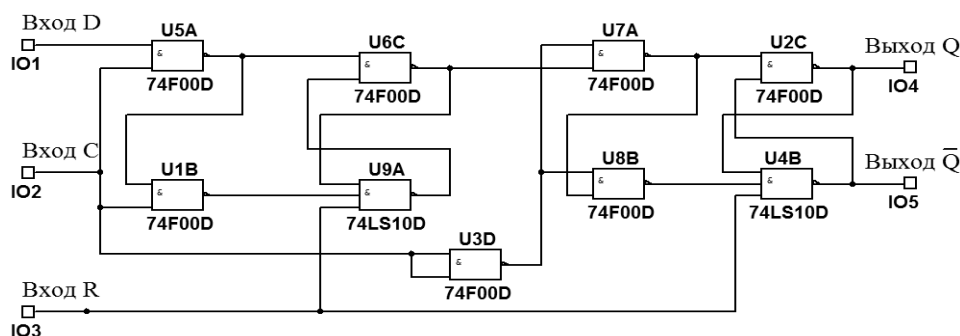 Вход D
IO1
U5A
&
74F00D
U6C
&
74F00D
U7A
&
74F00D
U2C
&
74F00D
Выход Q
IO4
Вход C
IO2
U1B
&
74F00D
U9A
&
74LS10D
U8B
&
74F00D
U4B
&
74LS10D
Выход Q̅
IO5
U3D
&
74F00D
Вход R
IO3